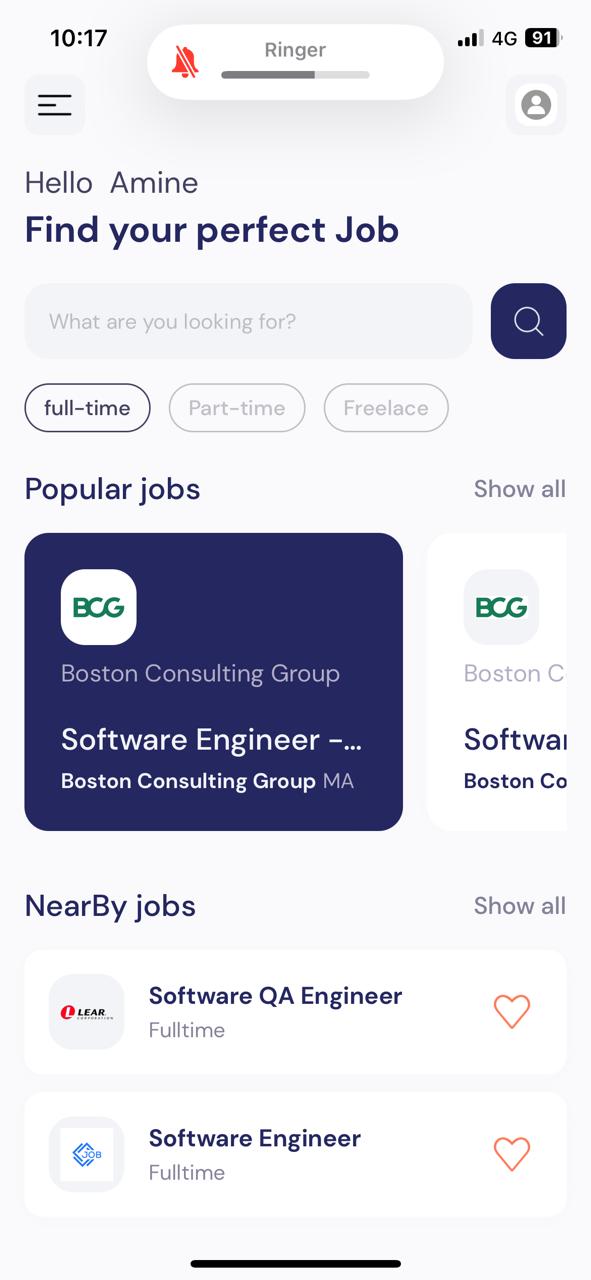 10:17
Ringer
4G
91
Hello Amine
Find your perfect Job
What are you looking for?
full-time
Part-time
Freelace
Popular jobs
Show all
BCG
BCG
Boston Consulting Group
Boston C
Software Engineer -...
Softwar
Boston Consulting Group MA
Boston Co
NearBy jobs
Show all
LEAR
CORPORATION
Software QA Engineer
Fulltime
JOB
Software Engineer
Fulltime